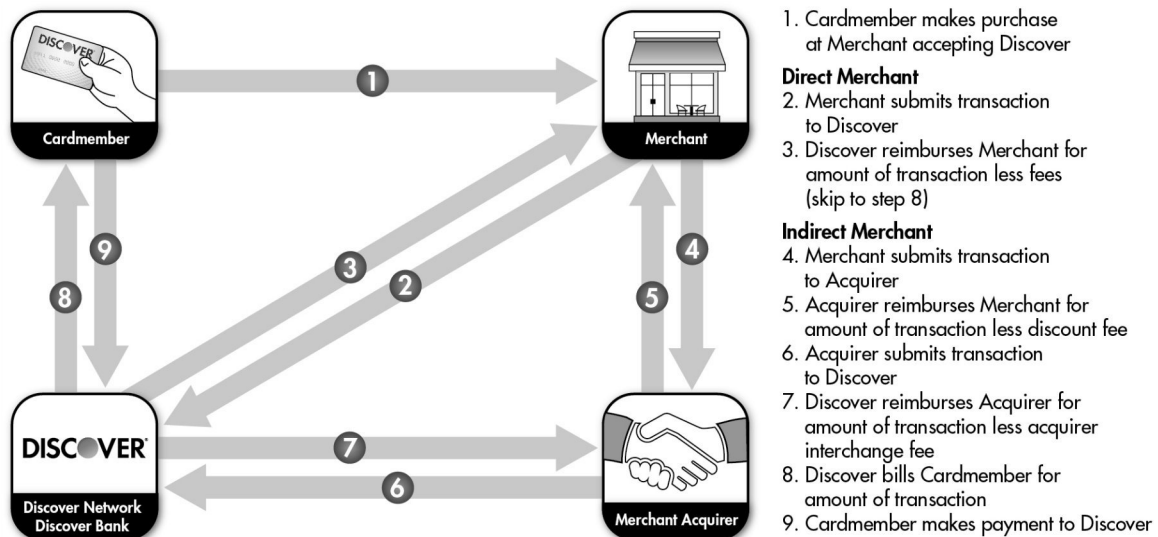 DISCOVER
Cardmember
1
Merchant
9
8
3
2
4
5
DISCOVER
Discover Network
Discover Bank
7
6
Merchant Acquirer
1. Cardmember makes purchase
at Merchant accepting Discover
Direct Merchant
2. Merchant submits transaction
to Discover
3. Discover reimburses Merchant for
amount of transaction less fees
(skip to step 8)
Indirect Merchant
4. Merchant submits transaction
to Acquirer
5. Acquirer reimburses Merchant for
amount of transaction less discount fee
6. Acquirer submits transaction
to Discover
7. Discover reimburses Acquirer for
amount of transaction less acquirer
interchange fee
8. Discover bills Cardmember for
amount of transaction
9. Cardmember makes payment to Discover